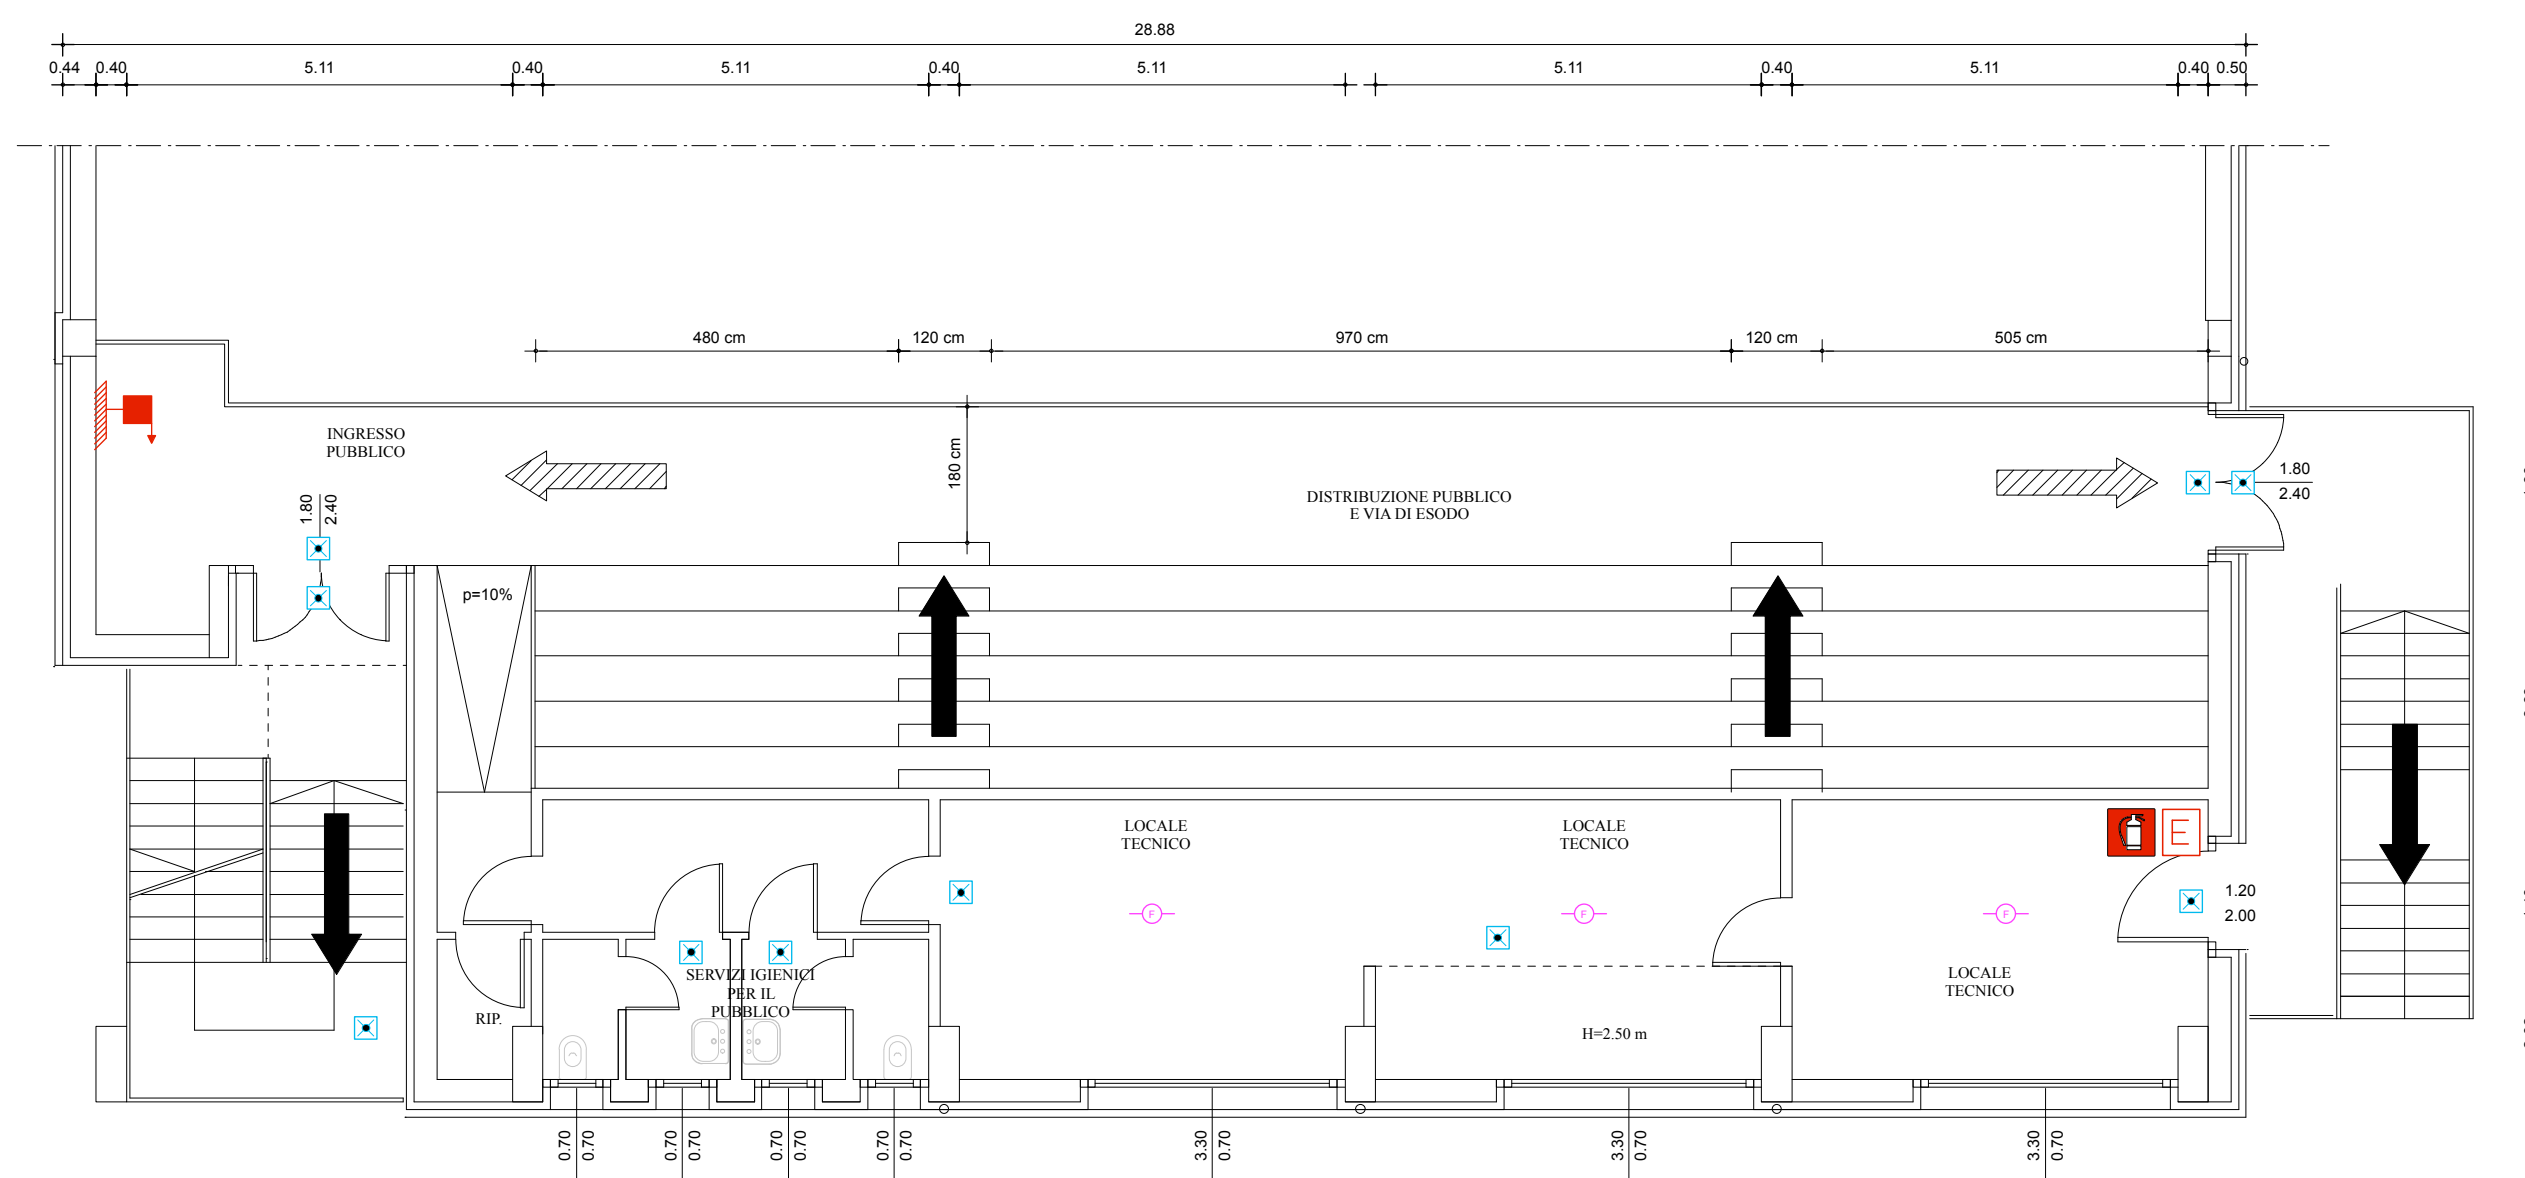 28.88
0.44 0.40 5.11 0.40 5.11 0.40 5.11 5.11 0.40 5.11 0.40 0.50
480 cm 120 cm 970 cm 120 cm 505 cm
INGRESSO
PUBBLICO
180 cm
DISTRIBUZIONE PUBBLICO
E VIA DI ESODO
1.80
2.40
1.80
2.40
p=10%
LOCALE
TECNICO
LOCALE
TECNICO
E
F
F
F
1.20
2.00
SERVIZI IGIENICI
PER IL
PUBBLICO
LOCALE
TECNICO
RIP.
H=2.50 m
0.70
0.70
0.70
0.70
0.70
0.70
0.70
0.70
3.30
0.70
3.30
0.70
3.30
0.70